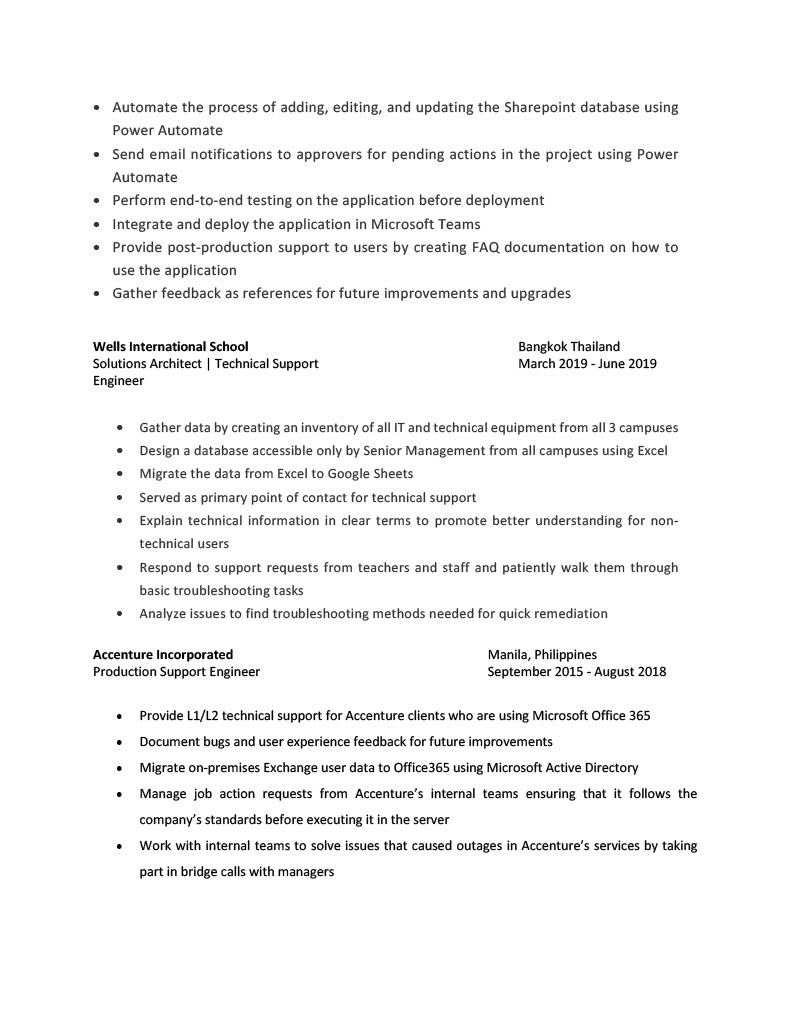 • Automate the process of adding, editing, and updating the Sharepoint database using
Power Automate
• Send email notifications to approvers for pending actions in the project using Power
Automate
• Perform end-to-end testing on the application before deployment
• Integrate and deploy the application in Microsoft Teams
• Provide post-production support to users by creating FAQ documentation on how to
use the application
• Gather feedback as references for future improvements and upgrades
Wells International School Bangkok Thailand
Solutions Architect | Technical Support March 2019 - June 2019
Engineer
• Gather data by creating an inventory of all IT and technical equipment from all 3 campuses
• Design a database accessible only by Senior Management from all campuses using Excel
• Migrate the data from Excel to Google Sheets
• Served as primary point of contact for technical support
• Explain technical information in clear terms to promote better understanding for non-
technical users
• Respond to support requests from teachers and staff and patiently walk them through
basic troubleshooting tasks
• Analyze issues to find troubleshooting methods needed for quick remediation
Accenture Incorporated Manila, Philippines
Production Support Engineer September 2015 - August 2018
• Provide L1/L2 technical support for Accenture clients who are using Microsoft Office 365
• Document bugs and user experience feedback for future improvements
• Migrate on-premises Exchange user data to Office365 using Microsoft Active Directory
• Manage job action requests from Accenture’s internal teams ensuring that it follows the
company’s standards before executing it in the server
• Work with internal teams to solve issues that caused outages in Accenture’s services by taking
part in bridge calls with managers